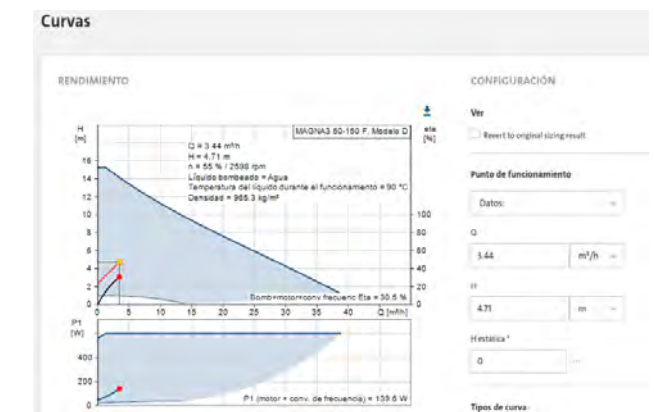 Curvas
RENDIMIENTO
H
[m]
MAGNA3 50-150 F, Modelo D
eta
[%]
Q = 3.44 m³/h
H = 4.71 m
n = 55 % / 2598 rpm
Líquido bombeado = Agua
Temperatura del líquido durante el funcionamiento = 90 °C
Densidad = 965.3 kg/m³
16
14
12
10
8
6
4
2
0
100
80
60
40
20
0
Bomb+motor+conv frecuenc Eta = 30.5 %
0 5 10 15 20 25 30 35 40 Q [m³/h]
P1
[W]
400
200
0
P1 (motor + conv. de frecuencia) = 139.6 W
CONFIGURACIÓN
Ver
Revert to original sizing result
Punto de funcionamiento
Datos:
Q
3.44 m³/h
H
4.71 m
H estática *
0
Tipos de curva